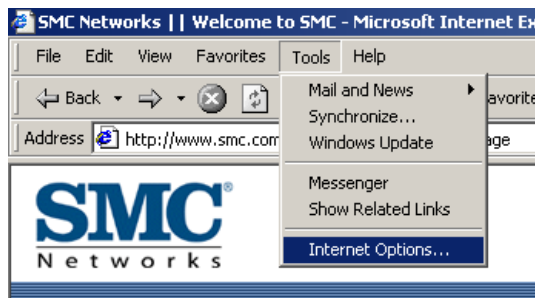 SMC Networks || Welcome to SMC - Microsoft Internet Ex
File Edit View Favorites Tools Help
Back
Mail and News
Synchronize...
Windows Update
Messenger
Show Related Links
Internet Options...
avorite
Address http://www.smc.com
age
SMC®
Networks